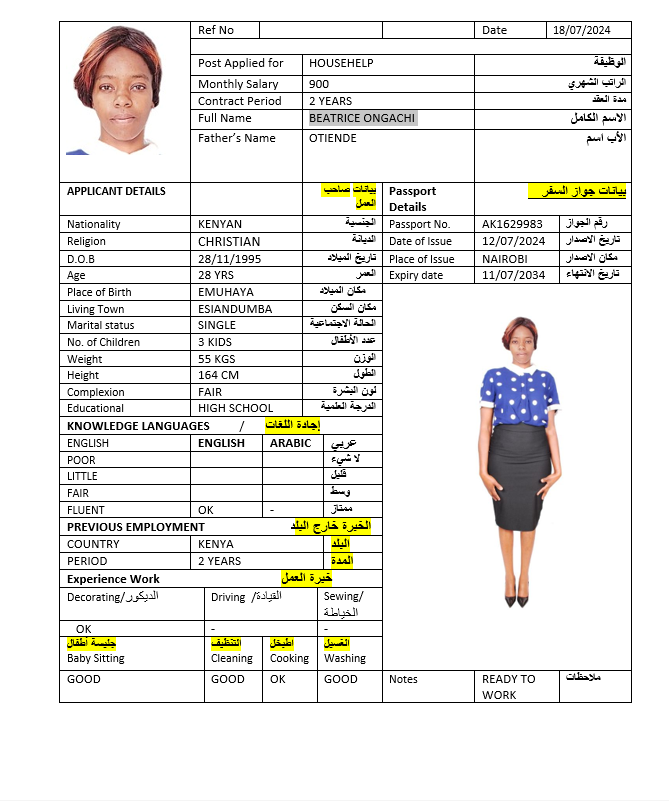 Ref No Date 18/07/2024
Post Applied for HOUSEHELP الوظيفة
Monthly Salary 900 الراتب الشهري
Contract Period 2 YEARS مدة العقد
Full Name BEATRICE ONGACHI الاسم الكامل
Father's Name OTIENDE الأب اسم
APPLICANT DETAILS بيانات صاحب العمل Passport Details بيانات جواز السفر
Nationality KENYAN الجنسية Passport No. AK1629983 رقم الجواز
Religion CHRISTIAN الديانة Date of Issue 12/07/2024 تاريخ الاصدار
D.O.B 28/11/1995 تاريخ الميلاد Place of Issue NAIROBI مكان الاصدار
Age 28 YRS العمر Expiry date 11/07/2034 تاريخ الانتهاء
Place of Birth EMUHAYA مكان الميلاد
Living Town ESIANDUMBA مكان السكن
Marital status SINGLE الحالة الاجتماعية
No. of Children 3 KIDS عدد الأطفال
Weight 55 KGS الوزن
Height 164 CM الطول
Complexion FAIR لون البشرة
Educational HIGH SCHOOL الدرجة العلمية
KNOWLEDGE LANGUAGES / إجادة اللغات
ENGLISH ENGLISH ARABIC عربي
POOR لا شيء
LITTLE قليل
FAIR وسط
FLUENT OK - ممتاز
PREVIOUS EMPLOYMENT الخبرة خارج البلد
COUNTRY KENYA البلد
PERIOD 2 YEARS المدة
Experience Work خبرة العمل
Decorating/الديكور Driving /القيادة Sewing/ الخياطة
OK - -
جليسة أطفال التنظيف اطبخل الغسيل
Baby Sitting Cleaning Cooking Washing
GOOD GOOD OK GOOD Notes READY TO WORK ملاحظات